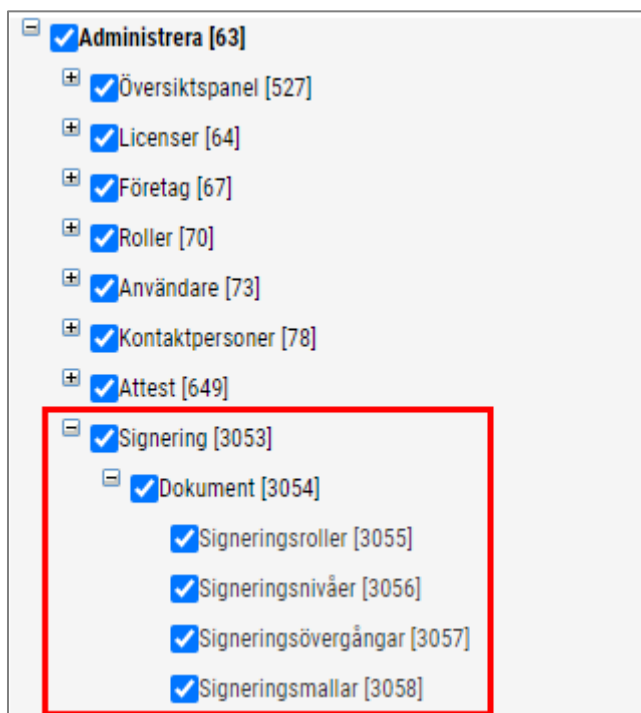 Administrera [63]
Översiktspanel [527]
Licenser [64]
Företag [67]
Roller [70]
Användare [73]
Kontaktpersoner [78]
Attest [649]
Signering [3053]
Dokument [3054]
Signeringsroller [3055]
Signeringsnivåer [3056]
Signeringsövergångar [3057]
Signeringsmallar [3058]